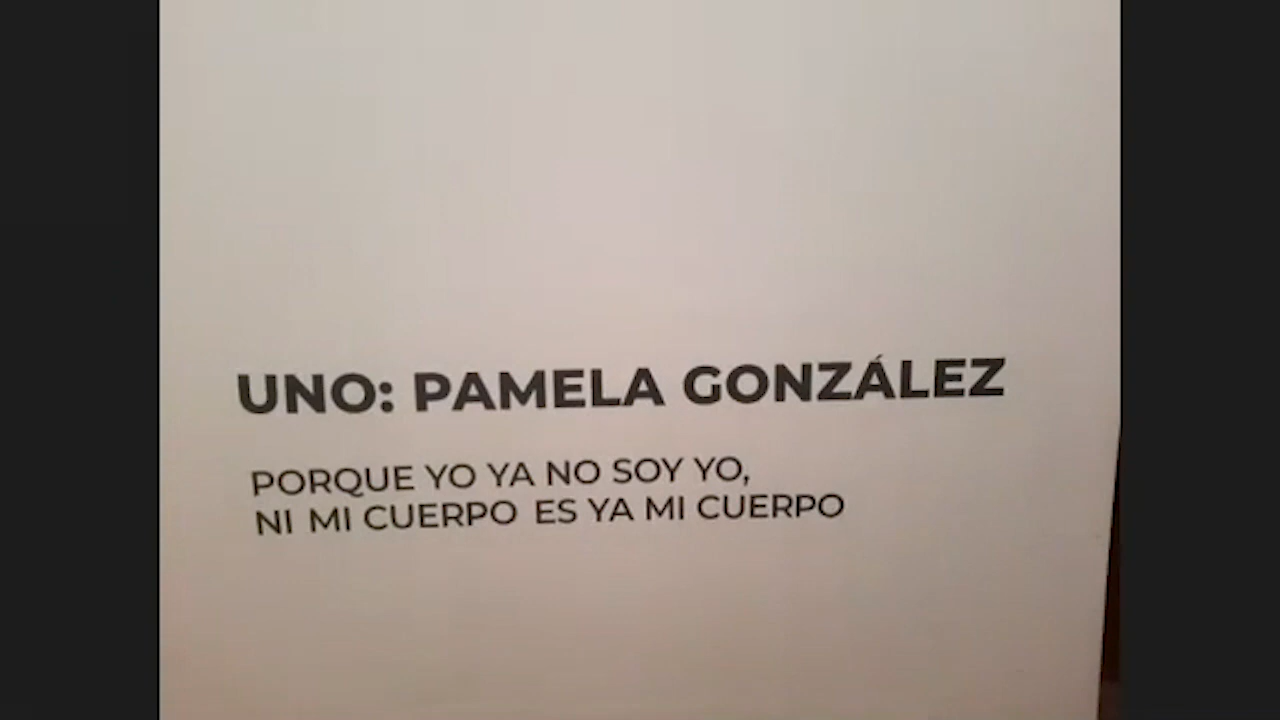 UNO: PAMELA GONZÁLEZ
PORQUE YO YA NO SOY YO,
NI MI CUERPO ES YA MI CUERPO